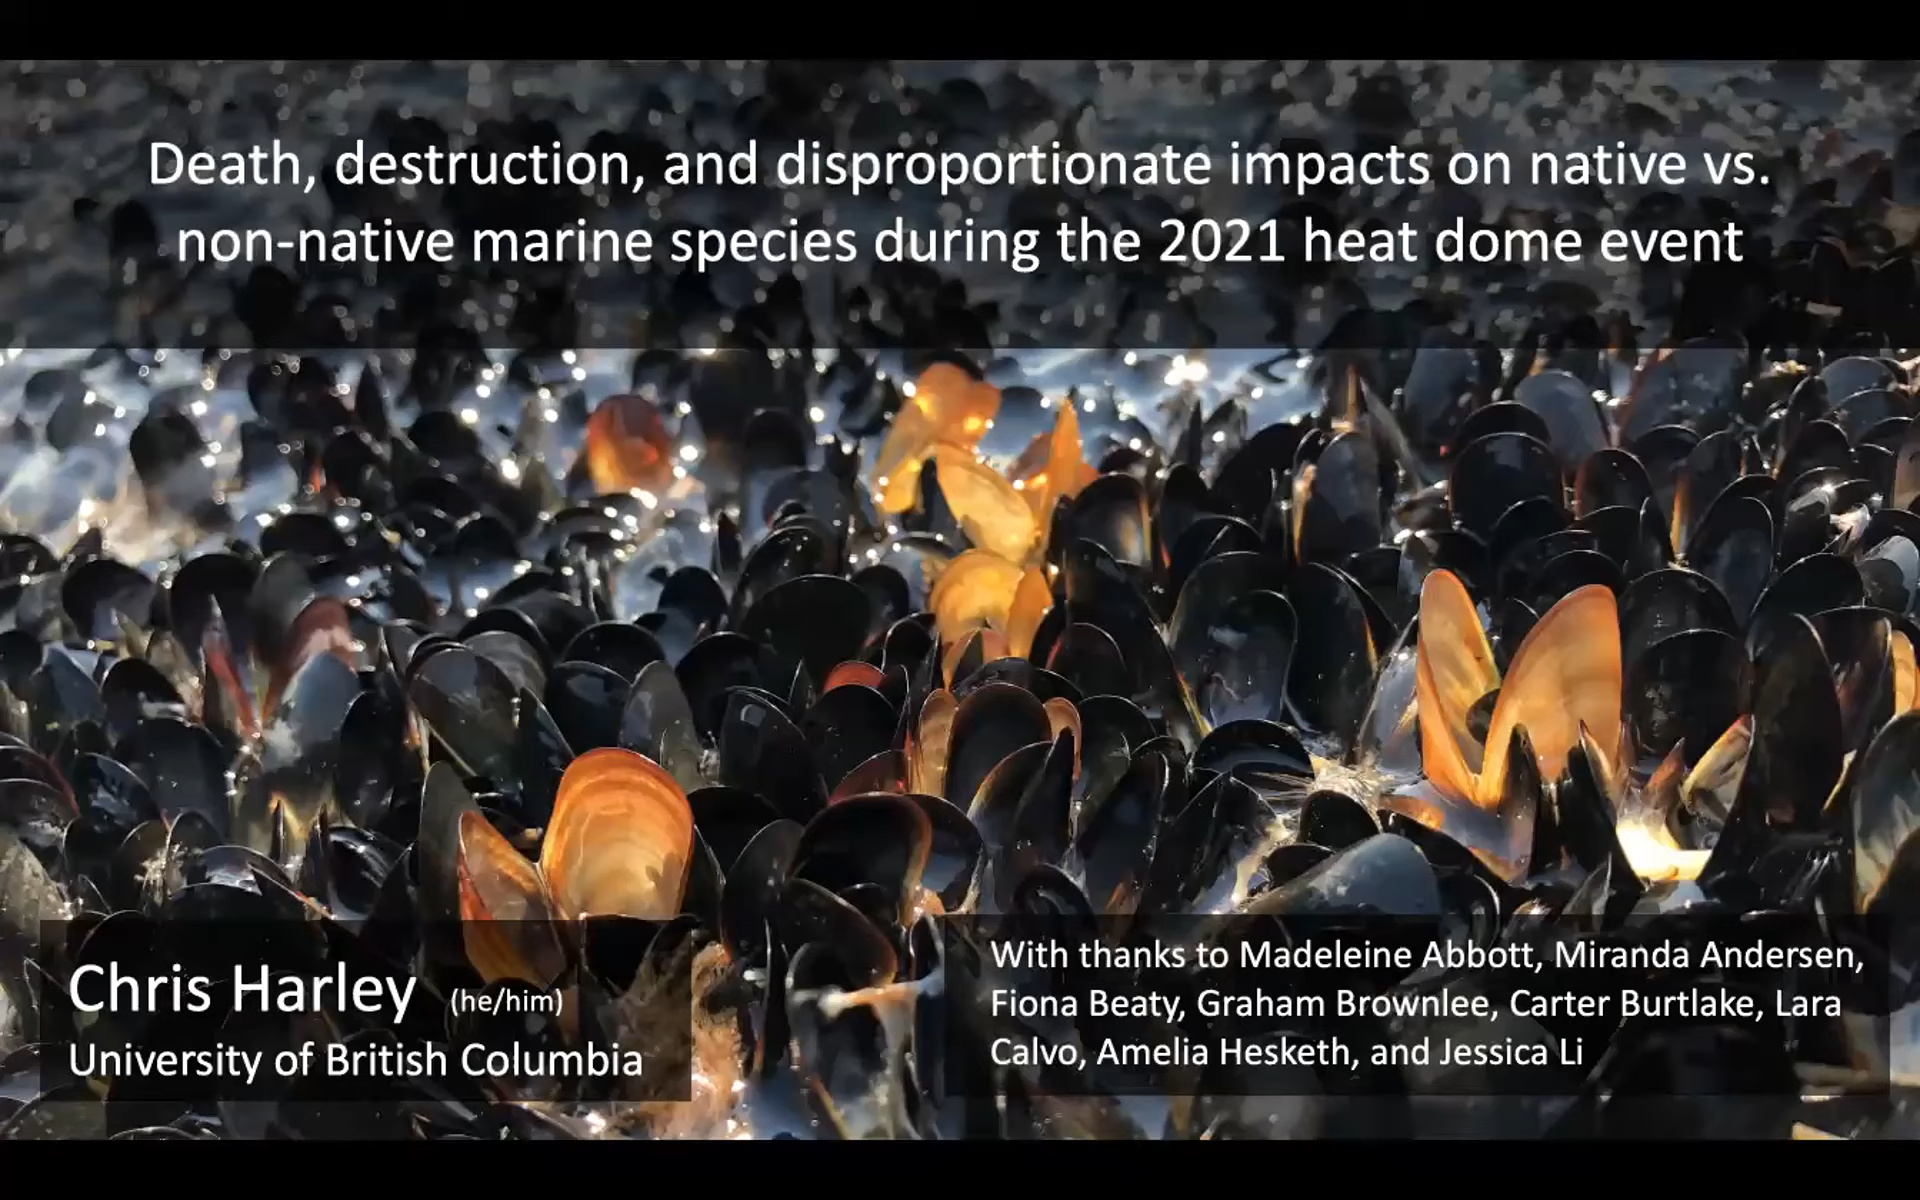 Death, destruction, and disproportionate impacts on native vs.
non-native marine species during the 2021 heat dome event
Chris Harley (he/him)
University of British Columbia
With thanks to Madeleine Abbott, Miranda Andersen,
Fiona Beaty, Graham Brownlee, Carter Burtlake, Lara
Calvo, Amelia Hesketh, and Jessica Li